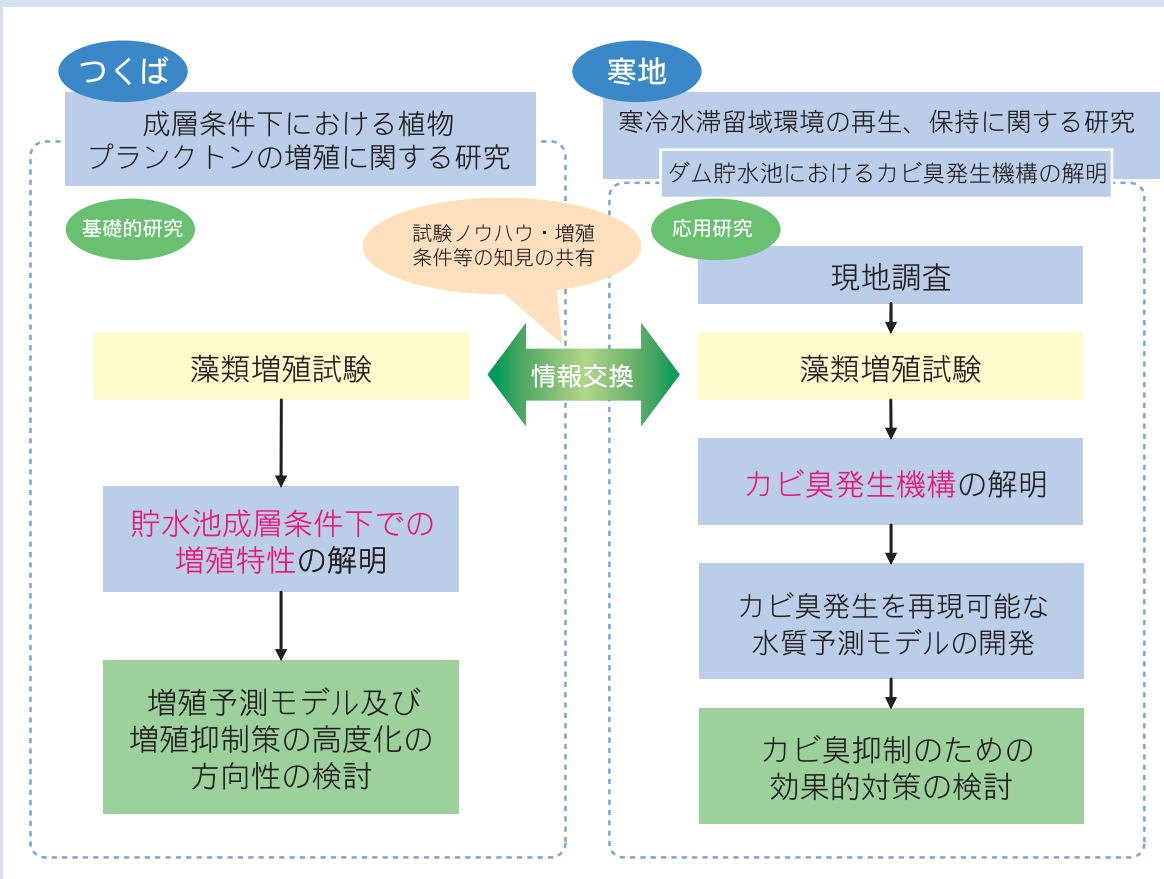 つくば
成層条件下における植物
プランクトンの増殖に関する研究
基礎的研究
藻類増殖試験
貯水池成層条件下での
増殖特性の解明
増殖予測モデル及び
増殖抑制策の高度化の
方向性の検討
試験ノウハウ・増殖
条件等の知見の共有
情報交換
寒地
寒冷水滞留域環境の再生、保持に関する研究
ダム貯水池におけるカビ臭発生機構の解明
応用研究
現地調査
藻類増殖試験
カビ臭発生機構の解明
カビ臭発生を再現可能な
水質予測モデルの開発
カビ臭抑制のための
効果的対策の検討